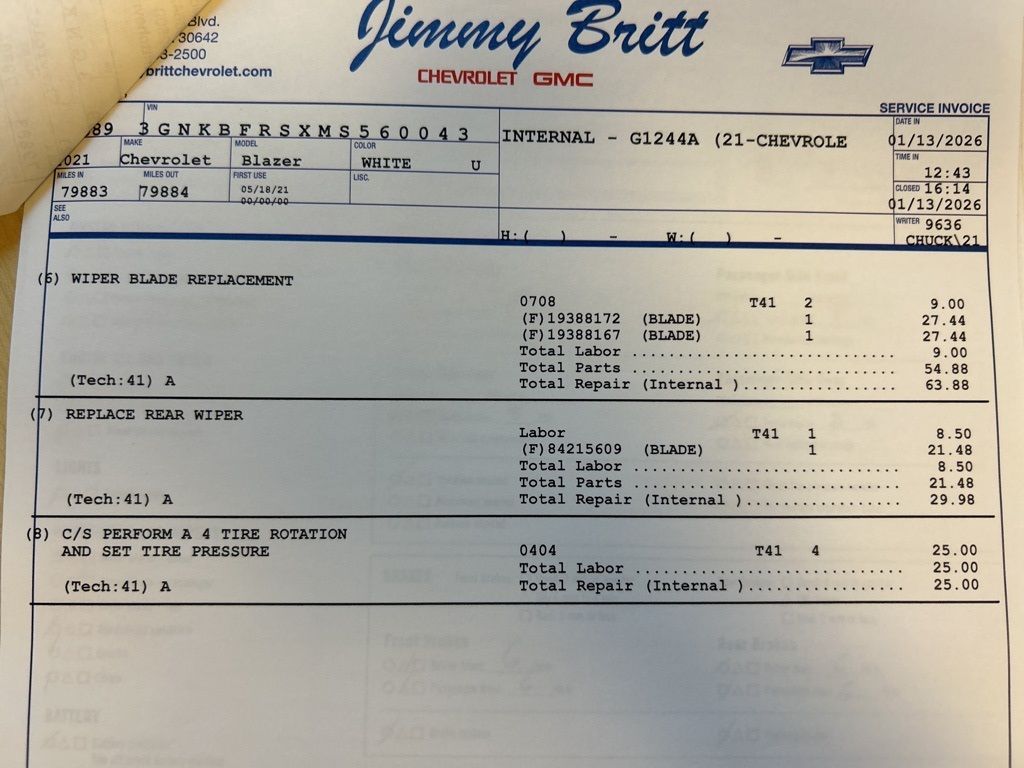 Blvd.
30642
3-2500
brittchevrolet.com
Jimmy Britt
CHEVROLET GMC
SERVICE INVOICE
VIN
89 3GNKBFRSXMS560043
INTERNAL - G1244A (21-CHEVROLE
DATE IN
01/13/2026
MAKE MODEL COLOR
021 Chevrolet Blazer WHITE U
TIME IN
12:43
MILES IN MILES OUT FIRST USE LISC.
79883 79884 05/18/21
00/00/00
CLOSED 16:14
01/13/2026
SEE
ALSO
WRITER 9636
H:( ) - W:( ) - CHUCK\21
(6) WIPER BLADE REPLACEMENT
0708 T41 2 9.00
(F)19388172 (BLADE) 1 27.44
(F)19388167 (BLADE) 1 27.44
Total Labor ............................ 9.00
Total Parts ............................ 54.88
(Tech:41) A Total Repair (Internal )................ 63.88
(7) REPLACE REAR WIPER
Labor T41 1 8.50
(F)84215609 (BLADE) 1 21.48
Total Labor ............................ 8.50
Total Parts ............................ 21.48
(Tech:41) A Total Repair (Internal )................ 29.98
(8) C/S PERFORM A 4 TIRE ROTATION
AND SET TIRE PRESSURE
0404 T41 4 25.00
Total Labor ............................ 25.00
(Tech:41) A Total Repair (Internal )................ 25.00